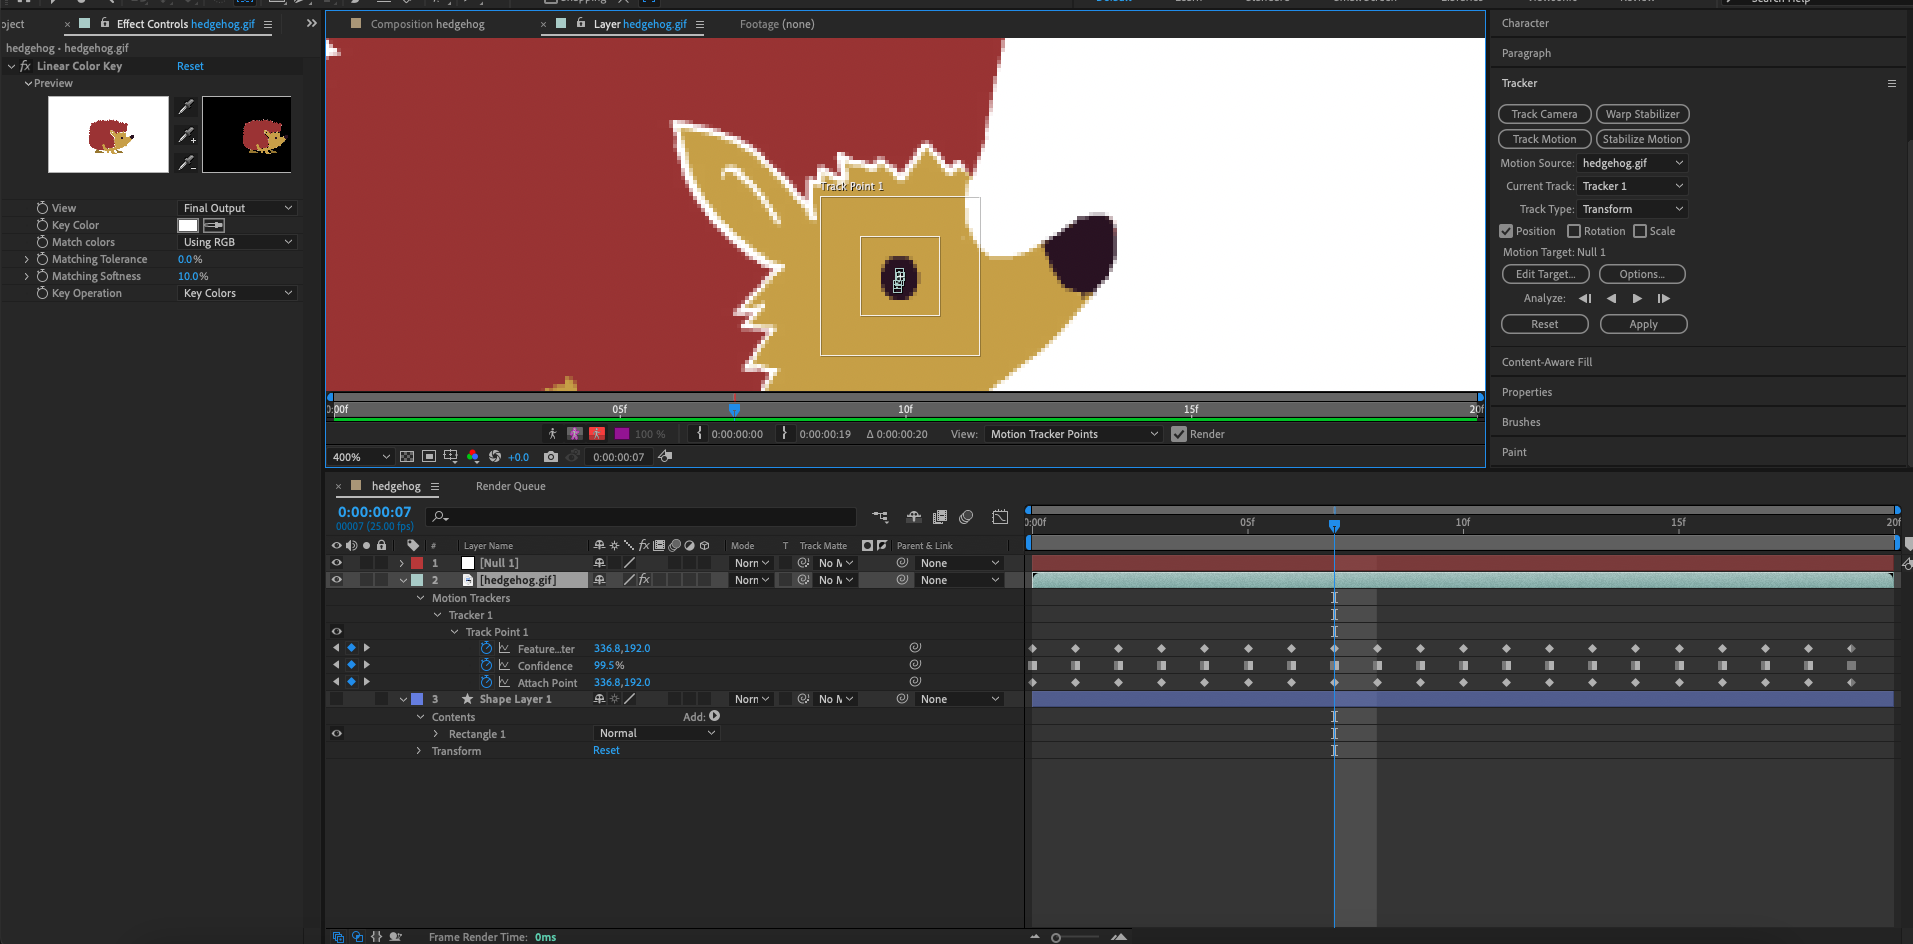 oject
Effect Controls hedgehog.gif
hedgehog • hedgehog.gif
fx Linear Color Key
Reset
Preview
View
Final Output
Key Color
Match colors
Using RGB
Matching Tolerance
0.0%
Matching Softness
10.0%
Key Operation
Key Colors
Composition hedgehog
Layer hedgehog.gif
Footage (none)
Track Point 1
0:00f
05f
10f
15f
20f
100 %
0:00:00:00
0:00:00:19
Δ 0:00:00:20
View:
Motion Tracker Points
Render
400%
+0.0
0:00:00:07
Character
Paragraph
Tracker
Track Camera
Warp Stabilizer
Track Motion
Stabilize Motion
Motion Source:
hedgehog.gif
Current Track:
Tracker 1
Track Type:
Transform
Position
Rotation
Scale
Motion Target: Null 1
Edit Target...
Options...
Analyze:
Reset
Apply
Content-Aware Fill
Properties
Brushes
Paint
hedgehog
Render Queue
0:00:00:07
00007 (25.00 fps)
0:00f
05f
10f
15f
20f
#
Layer Name
fx
Mode
T
Track Matte
Parent & Link
1
[Null 1]
Norn
No M
None
2
[hedgehog.gif]
fx
Norn
No M
None
Motion Trackers
Tracker 1
Track Point 1
Feature...ter
336.8,192.0
Confidence
99.5%
Attach Point
336.8,192.0
3
Shape Layer 1
Norn
No M
None
Contents
Add:
Rectangle 1
Normal
Transform
Reset
Frame Render Time: 0ms